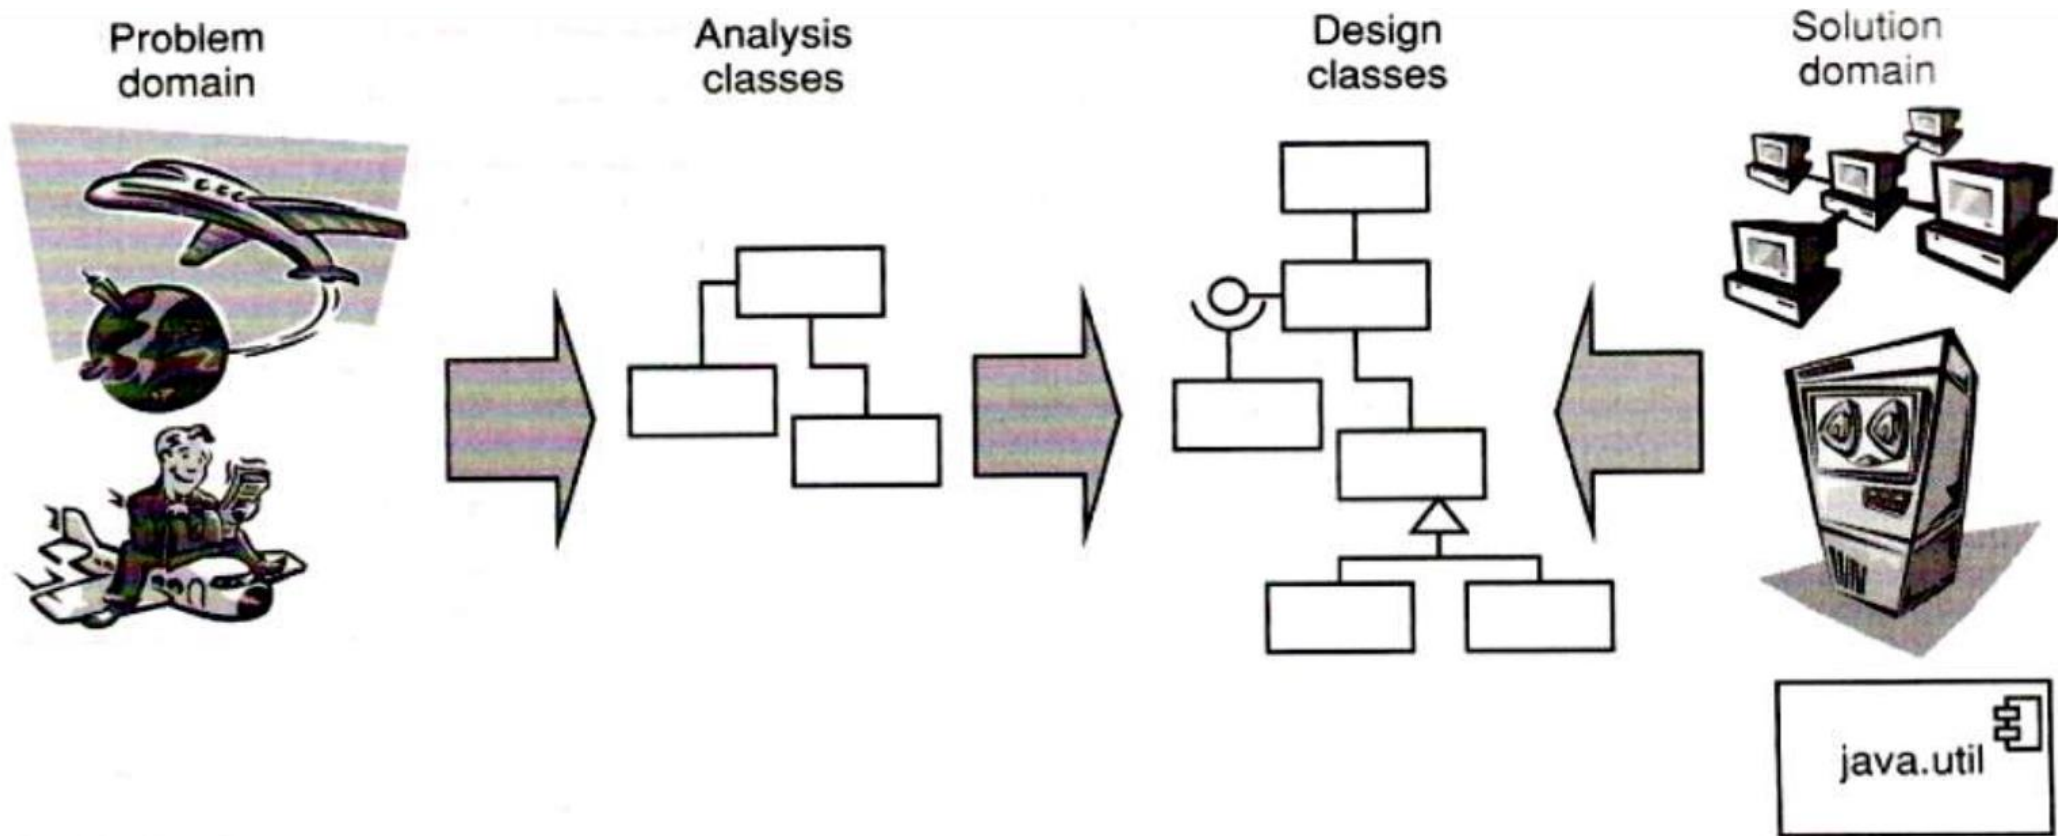 Problem
domain
Analysis
classes
Design
classes
Solution
domain
java.util